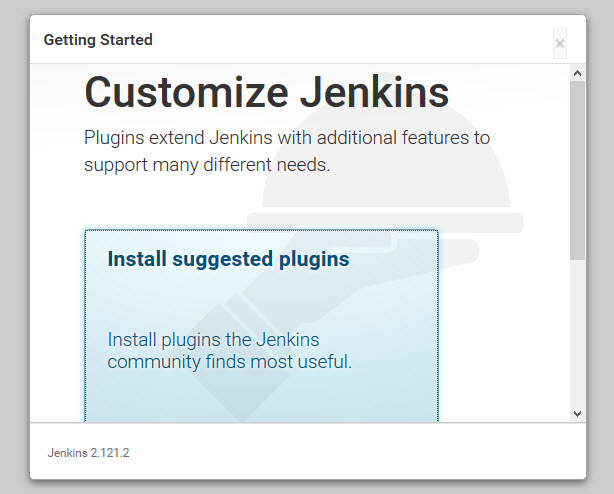 Getting Started
×
Customize Jenkins
Plugins extend Jenkins with additional features to
support many different needs.
Install suggested plugins
Install plugins the Jenkins
community finds most useful.
Jenkins 2.121.2